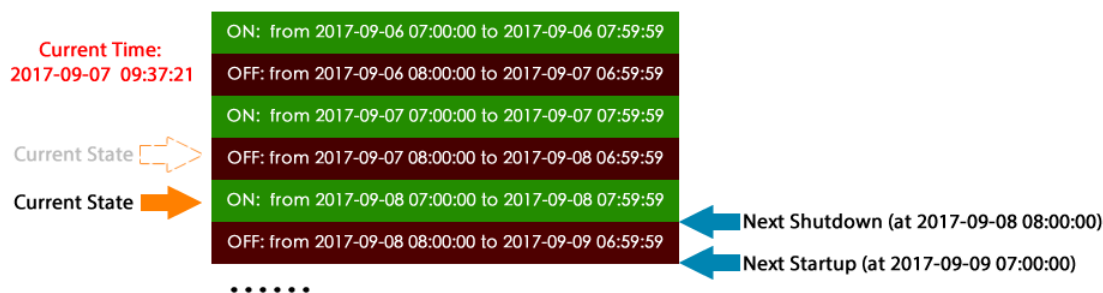 Current Time:
2017-09-07 09:37:21
ON: from 2017-09-06 07:00:00 to 2017-09-06 07:59:59
OFF: from 2017-09-06 08:00:00 to 2017-09-07 06:59:59
ON: from 2017-09-07 07:00:00 to 2017-09-07 07:59:59
Current State
OFF: from 2017-09-07 08:00:00 to 2017-09-08 06:59:59
Current State
ON: from 2017-09-08 07:00:00 to 2017-09-08 07:59:59
Next Shutdown (at 2017-09-08 08:00:00)
OFF: from 2017-09-08 08:00:00 to 2017-09-09 06:59:59
Next Startup (at 2017-09-09 07:00:00)
......